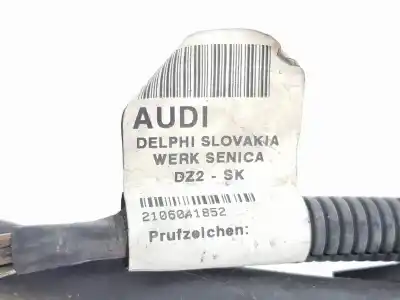 AUDI
DELPHI SLOVAKIA
WERK SENICA
DZ2 - SK
2106041852
Prufzeichen: